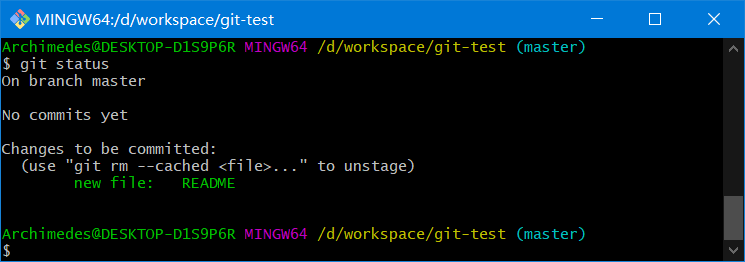 MINGW64:/d/workspace/git-test
Archimedes@DESKTOP-D1S9P6R MINGW64 /d/workspace/git-test (master)
$ git status
On branch master
No commits yet
Changes to be committed:
  (use "git rm --cached <file>..." to unstage)
        new file:   README
Archimedes@DESKTOP-D1S9P6R MINGW64 /d/workspace/git-test (master)
$